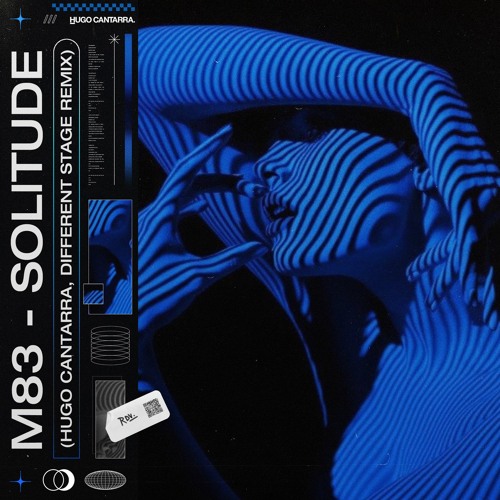 HUGO CANTARRA.
M83 - SOLITUDE
(HUGO CANTARRA, DIFFERENT STAGE REMIX)